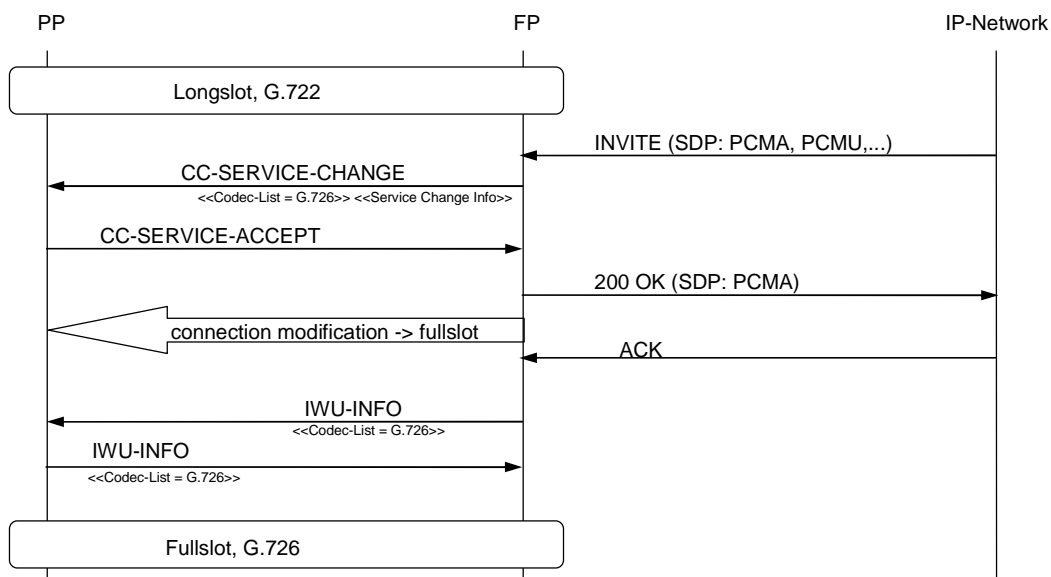 PP
FP
IP-Network
Longslot, G.722
INVITE (SDP: PCMA, PCMU,...)
CC-SERVICE-CHANGE
<<Codec-List = G.726>> <<Service Change Info>>
CC-SERVICE-ACCEPT
200 OK (SDP: PCMA)
connection modification -> fullslot
ACK
IWU-INFO
<<Codec-List = G.726>>
IWU-INFO
<<Codec-List = G.726>>
Fullslot, G.726